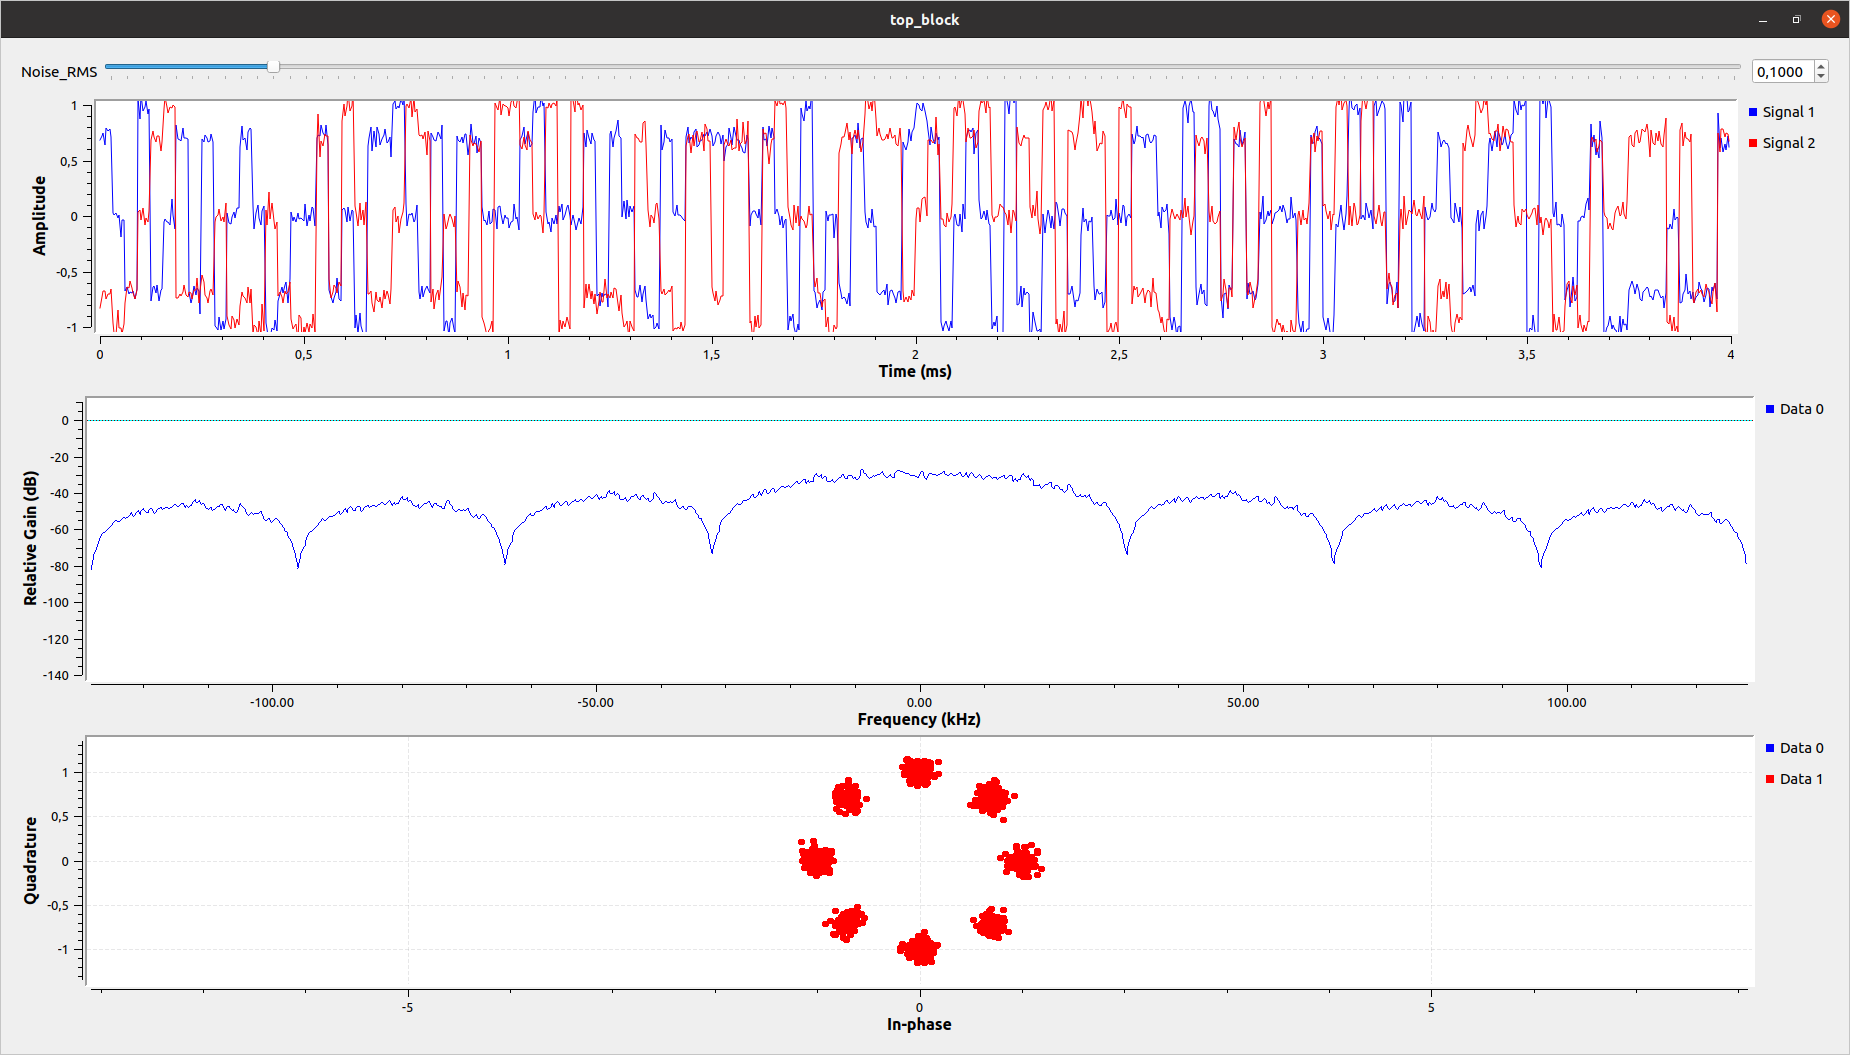 top_block
Noise_RMS
0,1000
1
0,5
0
-0,5
-1
Amplitude
0 0,5 1 1,5 2 2,5 3 3,5 4
Time (ms)
Signal 1
Signal 2
0
-20
-40
-60
-80
-100
-120
-140
Relative Gain (dB)
-100.00 -50.00 0.00 50.00 100.00
Frequency (kHz)
Data 0
1
0,5
0
-0,5
-1
Quadrature
-5 0 5
In-phase
Data 0
Data 1